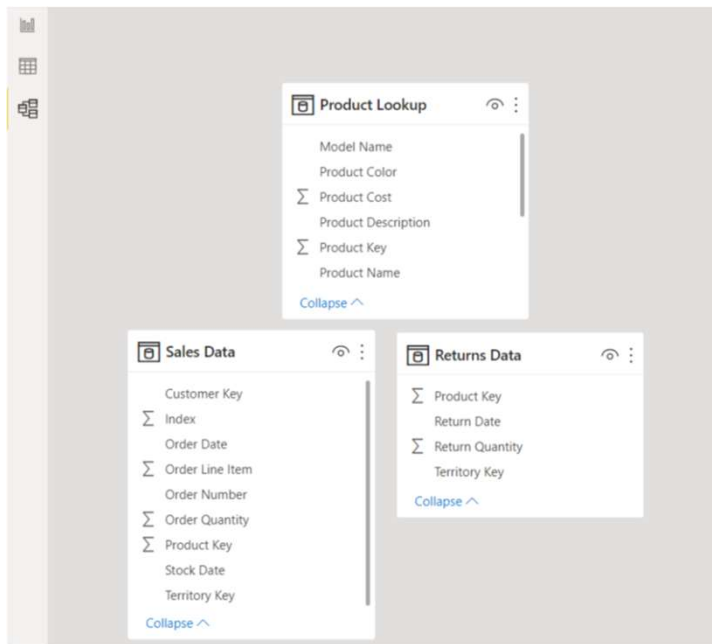 Product Lookup
Model Name
Product Color
Product Cost
Product Description
Product Key
Product Name
Collapse
Sales Data
Customer Key
Index
Order Date
Order Line Item
Order Number
Order Quantity
Product Key
Stock Date
Territory Key
Collapse
Returns Data
Product Key
Return Date
Return Quantity
Territory Key
Collapse